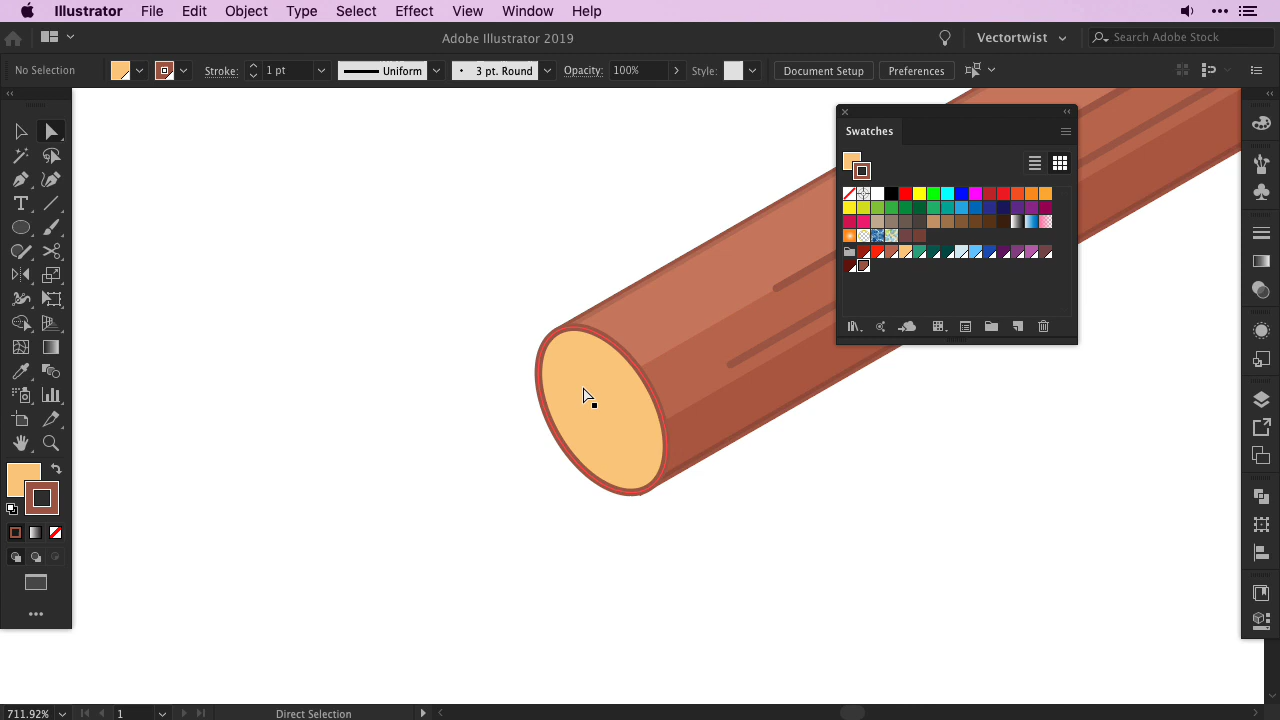 Illustrator File Edit Object Type Select Effect View Window Help
Adobe Illustrator 2019
Vectortwist
Search Adobe Stock
No Selection
Stroke: 1 pt
Uniform
3 pt. Round
Opacity: 100%
Style:
Document Setup
Preferences
Swatches
711.92%
1
Direct Selection